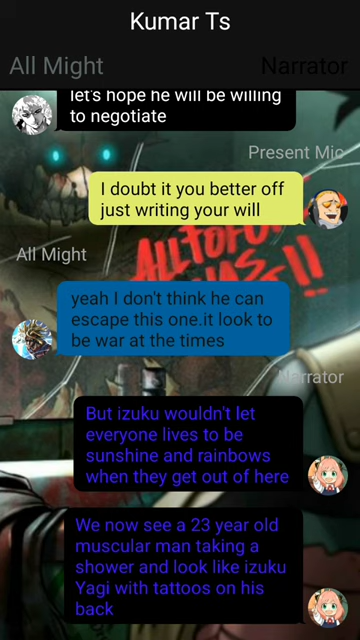 Kumar Ts
All Might
Narrator
let's hope he will be willing
to negotiate
Present Mic
I doubt it you better off
just writing your will
All Might
yeah I don't think he can
escape this one.it look to
be war at the times
Narrator
But izuku wouldn't let
everyone lives to be
sunshine and rainbows
when they get out of here
We now see a 23 year old
muscular man taking a
shower and look like izuku
Yagi with tattoos on his
back